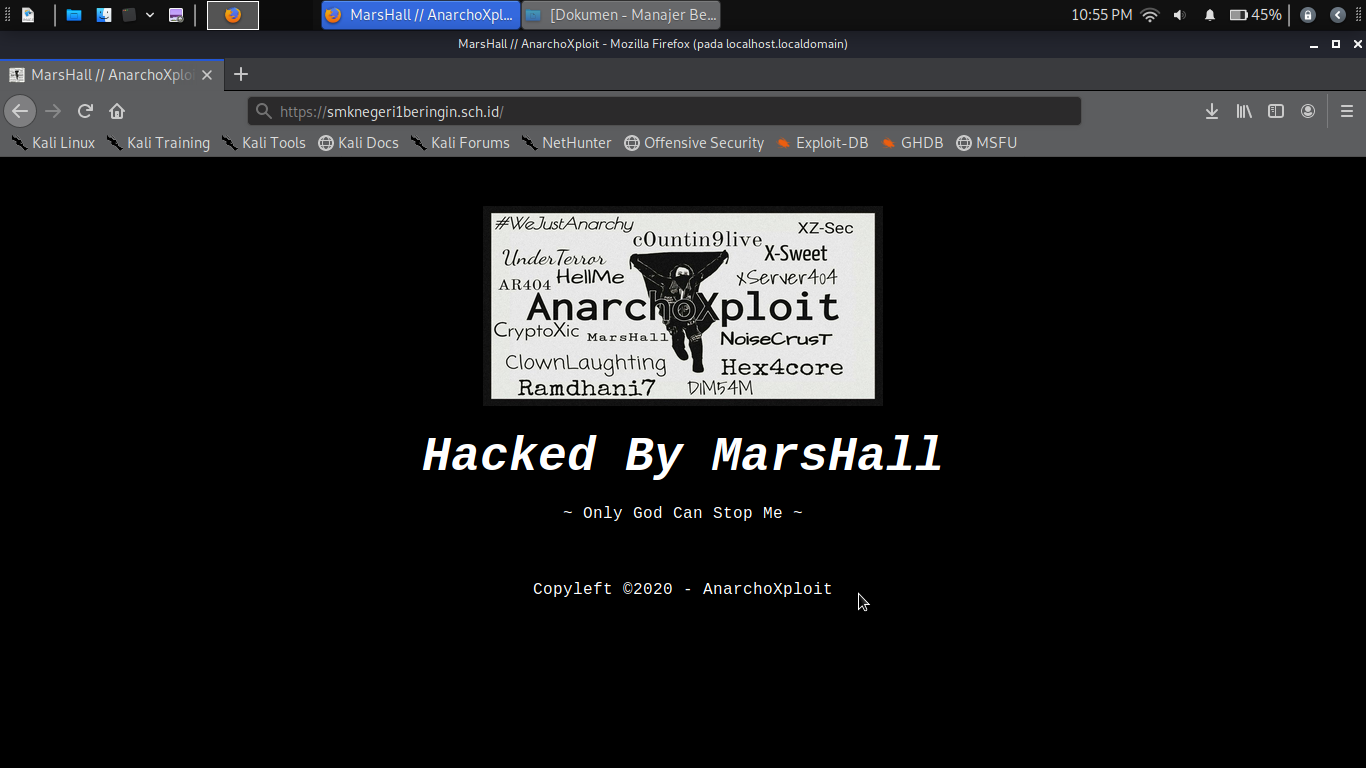 MarsHall // AnarchoXpl...
[Dokumen - Manajer Be...
10:55 PM
45%
MarsHall // AnarchoXploit - Mozilla Firefox (pada localhost.localdomain)
MarsHall // AnarchoXploi
https://smknegeri1beringin.sch.id/
Kali Linux Kali Training Kali Tools Kali Docs Kali Forums NetHunter Offensive Security Exploit-DB GHDB MSFU
#WeJustAnarchy
XZ-Sec
c0untin9live
UnderTerror
X-Sweet
AR404
HellMe
XServer404
AnarchoXploit
CryptoXic
MarsHall
NoiseCrusT
ClownLaughting
Hex4core
Ramdhani7
DIM54M
Hacked By MarsHall
~ Only God Can Stop Me ~
Copyleft ©2020 - AnarchoXploit